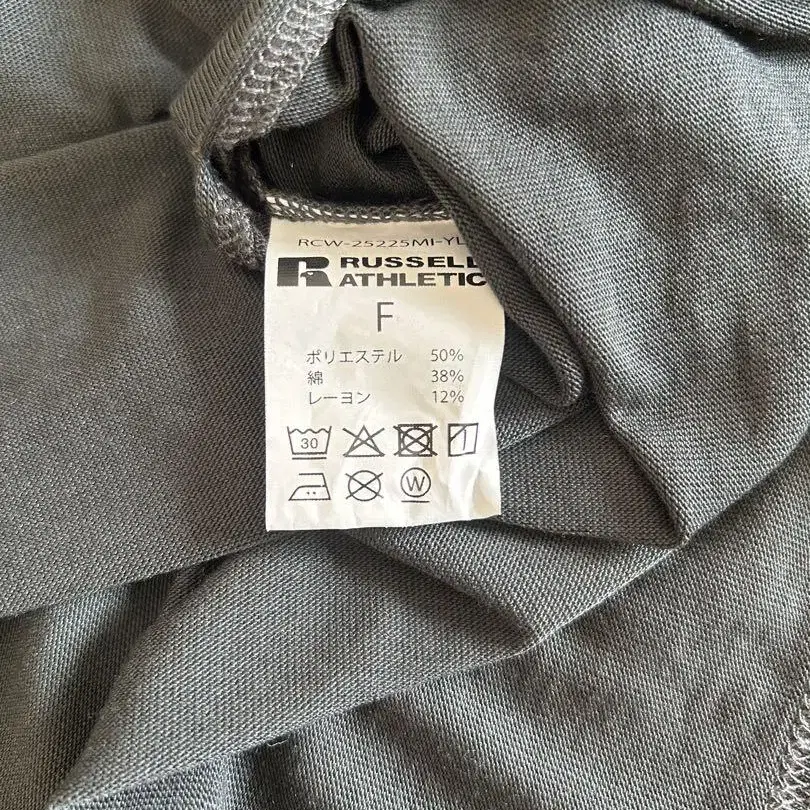 RCW-25225MI-YL
RUSSELL
ATHLETIC
F
ポリエステル 50%
綿 38%
レーヨン 12%
30
W